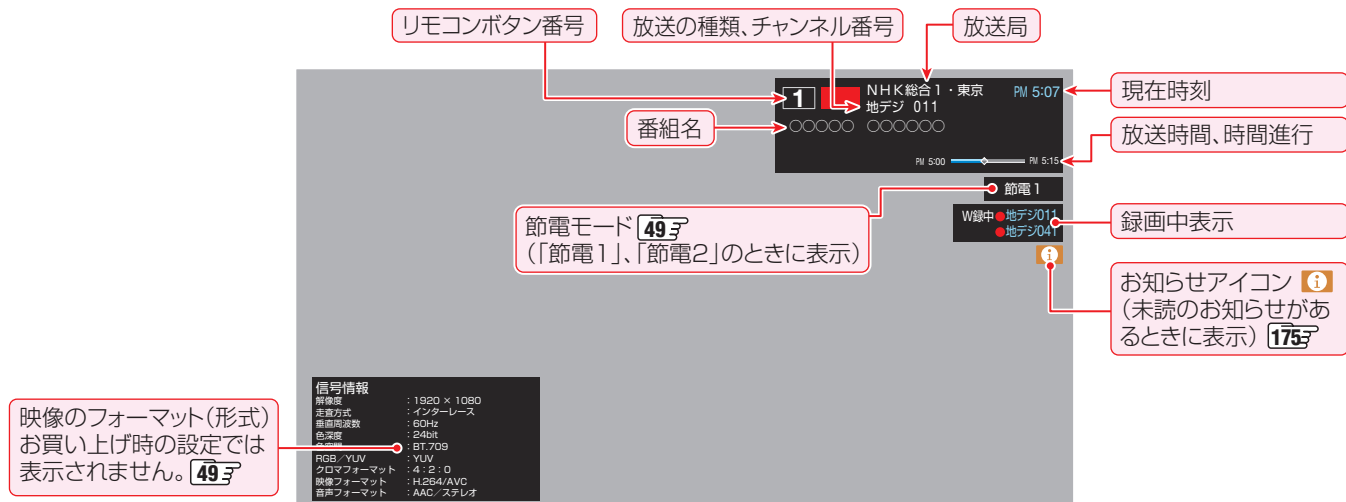 リモコンボタン番号
放送の種類、チャンネル番号
放送局
1
NHK総合1・東京
PM 5:07
地デジ 011
現在時刻
番組名
○○○○○ ○○○○○○
放送時間、時間進行
PM 5:00
PM 5:15
節電1
節電モード 49
(「節電1」、「節電2」のときに表示)
W録中●地デジ011
●地デジ041
録画中表示
お知らせアイコン i
(未読のお知らせがあ
るときに表示) 175
信号情報
解像度 :1920 × 1080
走査方式 :インターレース
垂直周波数 :60Hz
色深度 :24bit
:BT.709
RGB/YUV :YUV
クロマフォーマット :4:2:0
映像フォーマット :H.264/AVC
音声フォーマット :AAC/ステレオ
映像のフォーマット(形式)
お買い上げ時の設定では
表示されません。 49